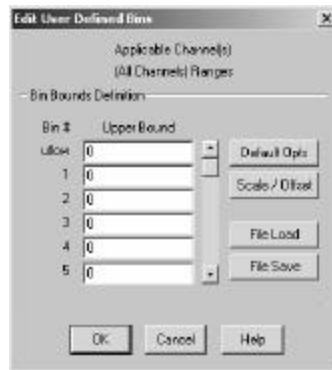 Edit User Defined Bins
Applicable Channel(s)
(All Channels) Ranges
Bin Bounds Definition
Bin # Upper Bound
uflow 0
1 0
2 0
3 0
4 0
5 0
Default Opts
Scale / Offset
File Load
File Save
OK Cancel Help